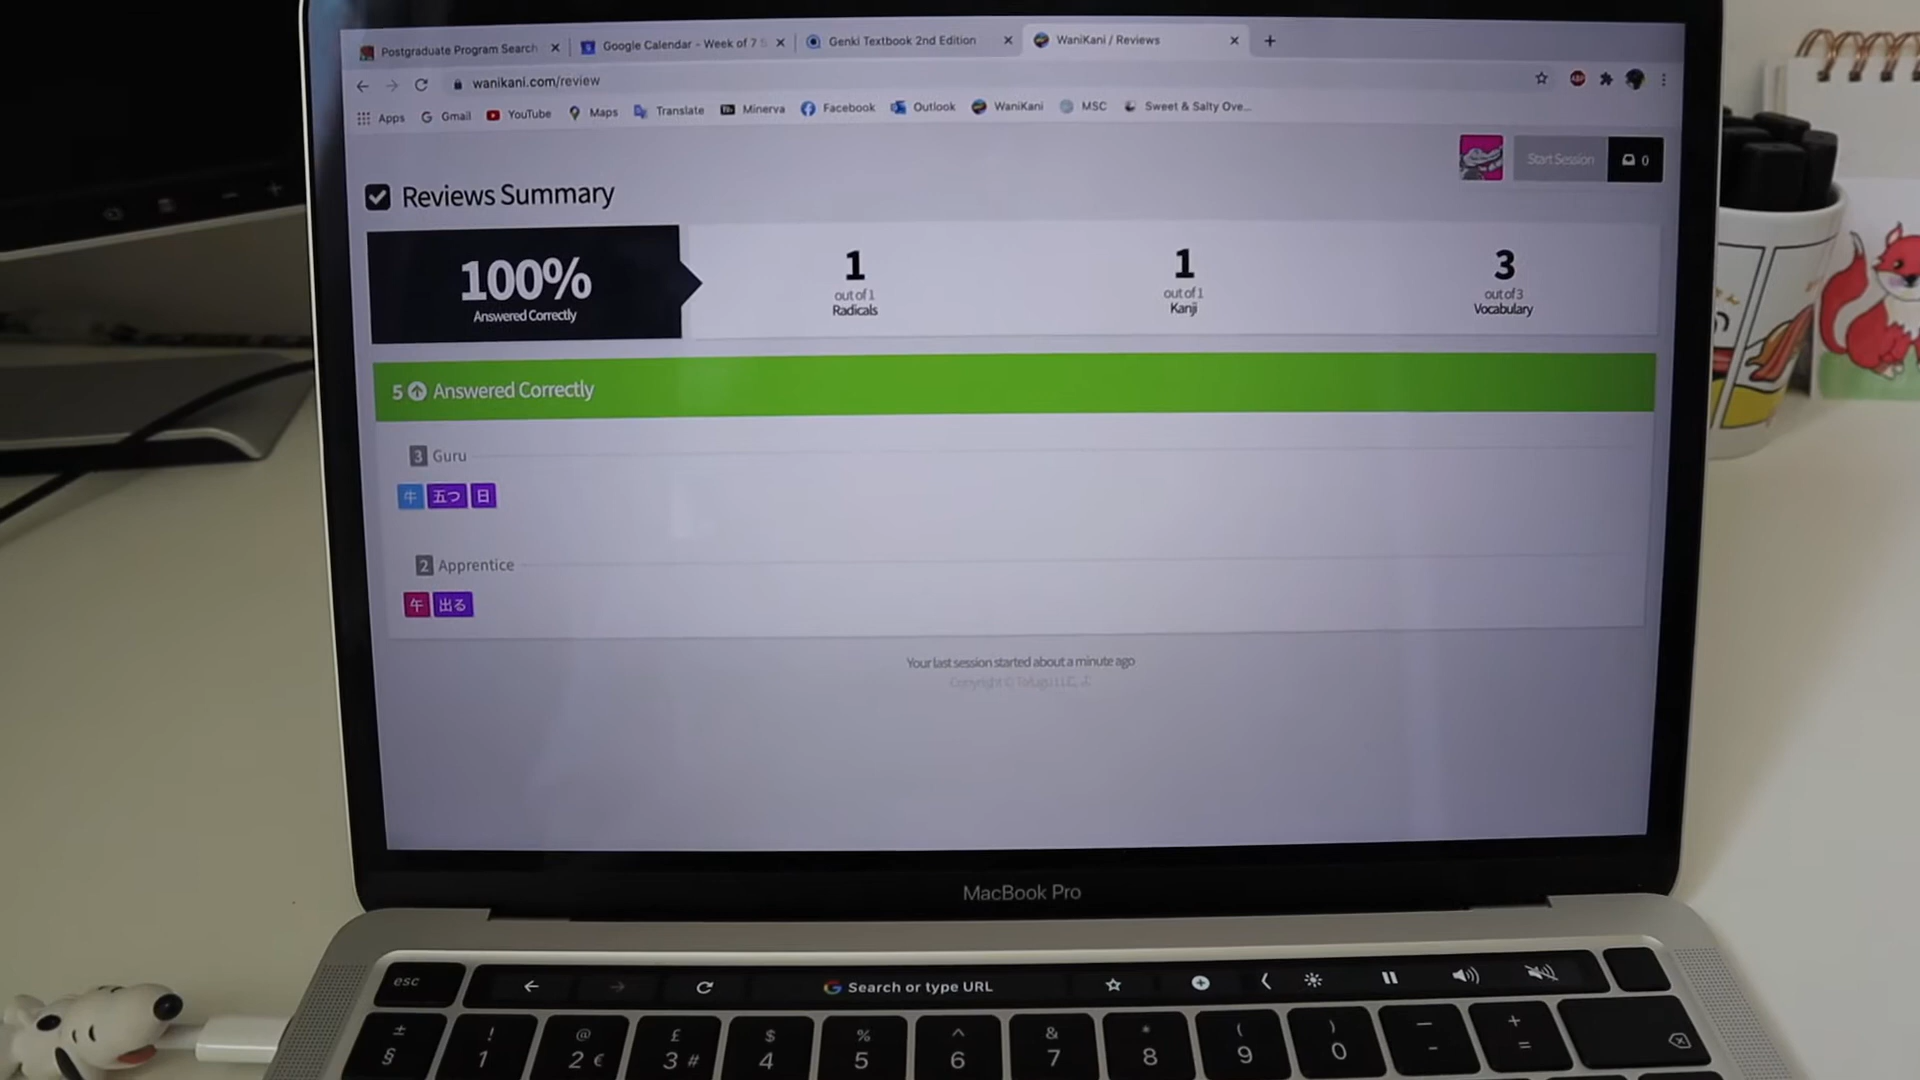 Postgraduate Program Search
Google Calendar - Week of 7 S
Genki Textbook 2nd Edition
WaniKani / Reviews
wanikani.com/review
ABP
Apps
Gmail
YouTube
Maps
Translate
Minerva
Facebook
Outlook
WaniKani
MSC
Sweet & Salty Ove...
Start Session
0
Reviews Summary
100%
Answered Correctly
1
out of 1
Radicals
1
out of 1
Kanji
3
out of 3
Vocabulary
5 Answered Correctly
3 Guru
牛 五つ 日
2 Apprentice
午 出る
Your last session started about a minute ago
Copyright © Tofugu LLC
MacBook Pro
esc
Search or type URL
± ! @ £ $ % ^ & * ( ) — +
§ 1 2 € 3 # 4 5 6 7 8 9 0 - =